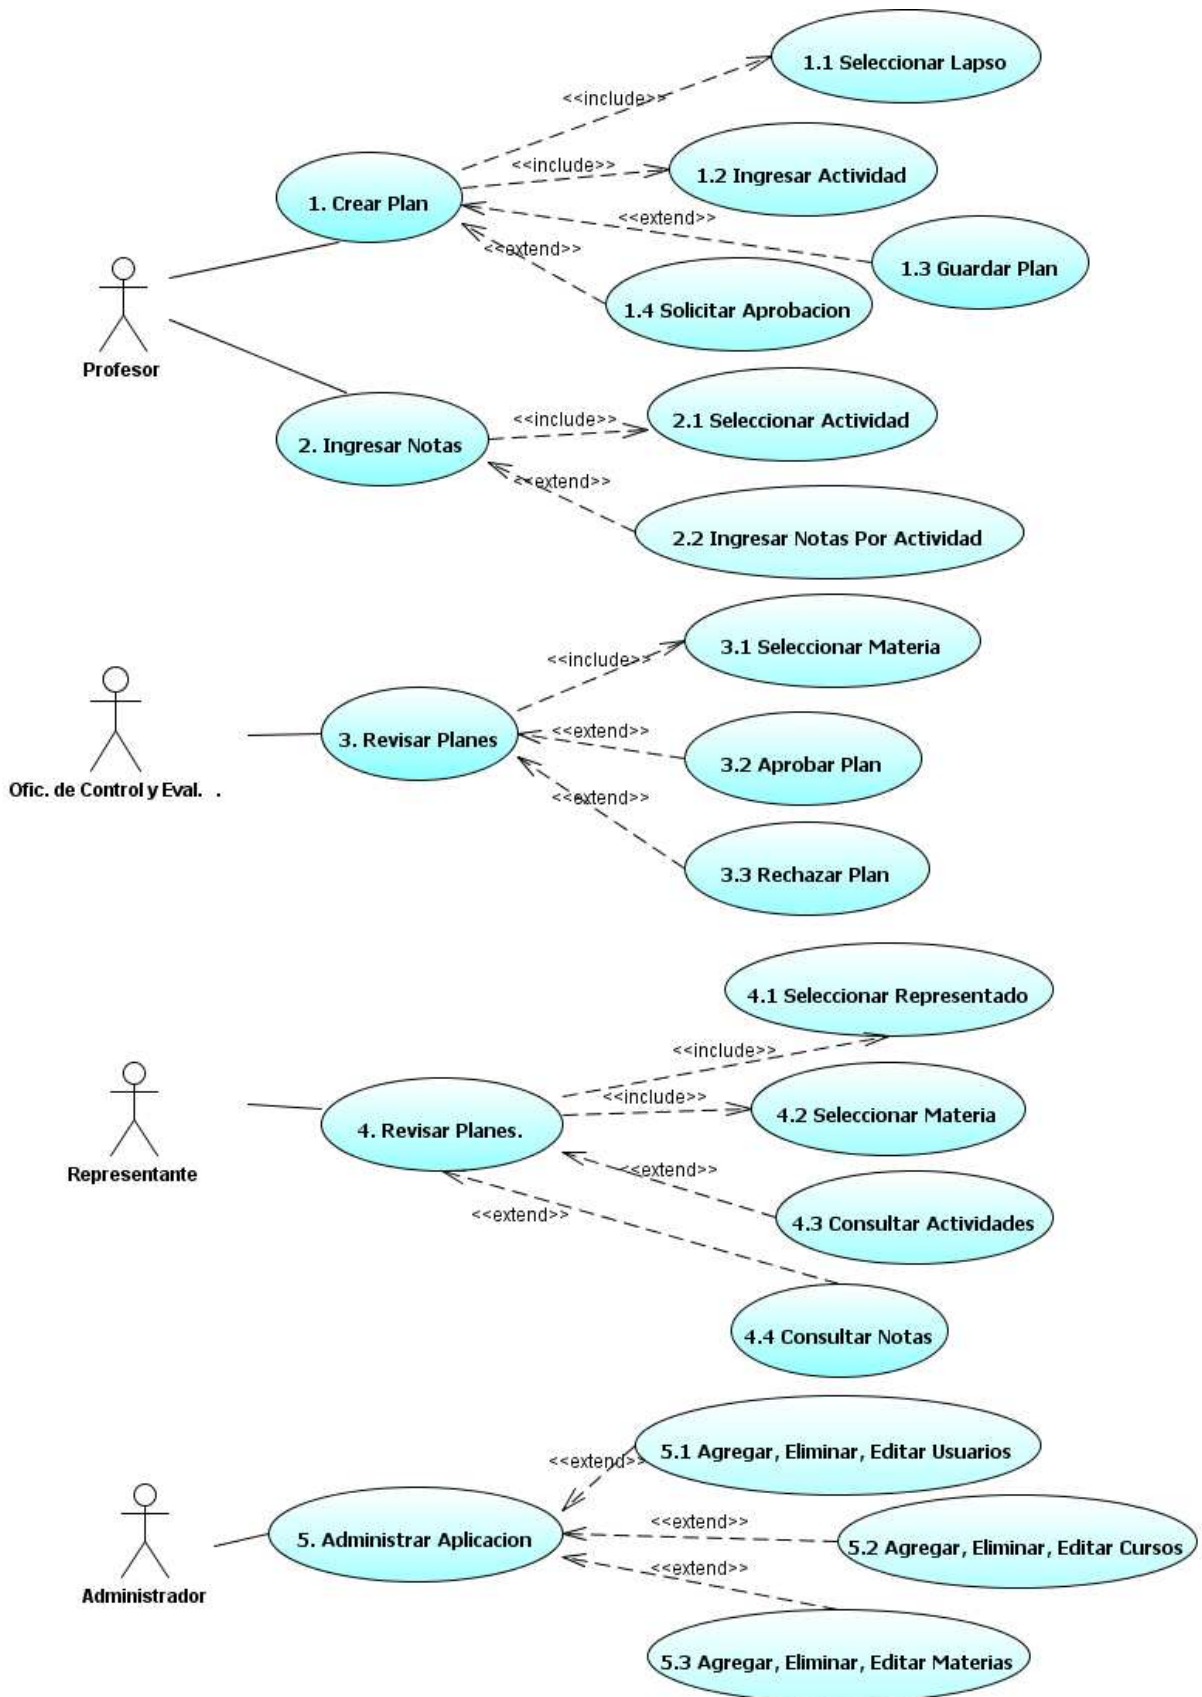 1.1 Seleccionar Lapso
<<include>>
<<include>>
1.2 Ingresar Actividad
1. Crear Plan
<<extend>>
<<extend>>
1.3 Guardar Plan
1.4 Solicitar Aprobacion
Profesor
<<include>>
2.1 Seleccionar Actividad
2. Ingresar Notas
<<extend>>
2.2 Ingresar Notas Por Actividad
3.1 Seleccionar Materia
<<include>>
<<extend>>
3. Revisar Planes
3.2 Aprobar Plan
Ofic. de Control y Eval. .
<<extend>>
3.3 Rechazar Plan
4.1 Seleccionar Representado
<<include>>
<<include>>
4.2 Seleccionar Materia
4. Revisar Planes.
Representante
<<extend>>
<<extend>>
4.3 Consultar Actividades
4.4 Consultar Notas
5.1 Agregar, Eliminar, Editar Usuarios
<<extend>>
<<extend>>
5. Administrar Aplicacion
5.2 Agregar, Eliminar, Editar Cursos
<<extend>>
Administrador
5.3 Agregar, Eliminar, Editar Materias